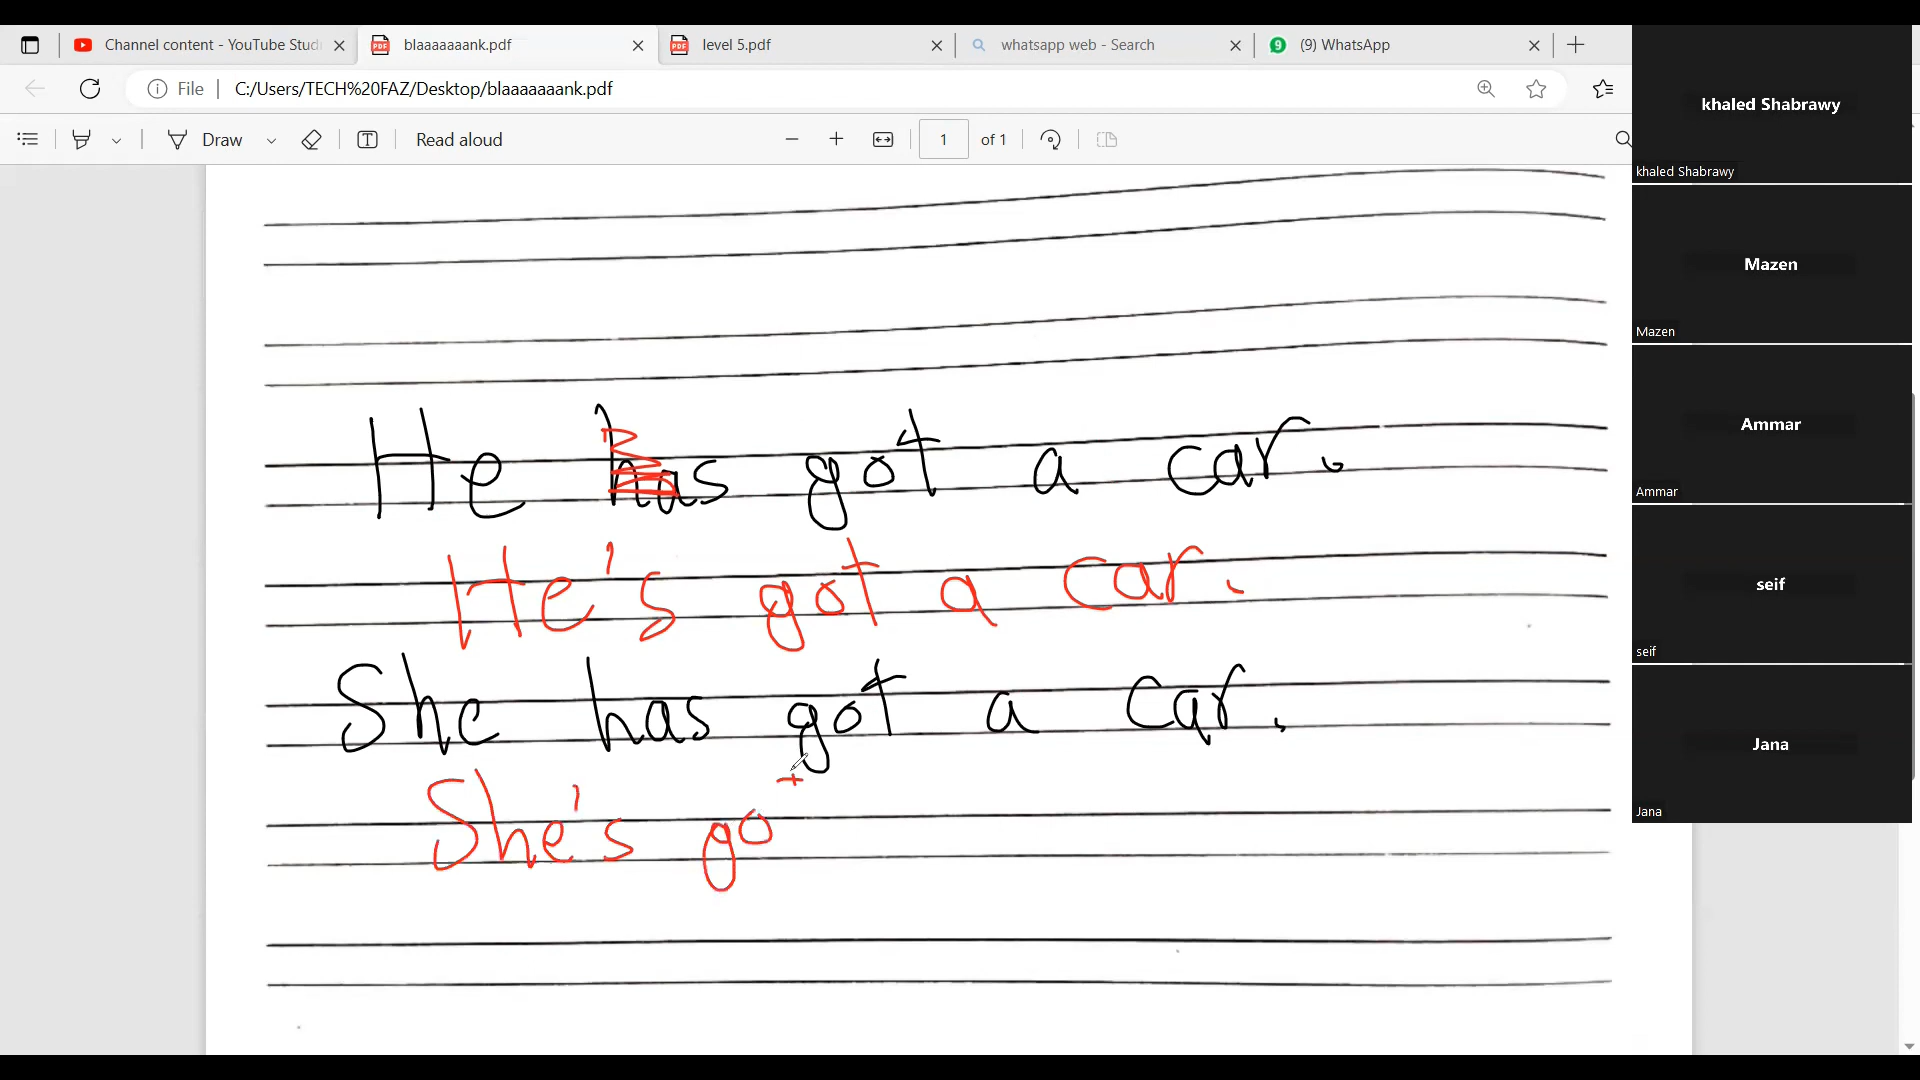 Channel content - YouTube Stud
blaaaaaaank.pdf
level 5.pdf
whatsapp web - Search
(9) WhatsApp
File
C:/Users/TECH%20FAZ/Desktop/blaaaaaaank.pdf
Draw
Read aloud
1 of 1
He has got a car.
He's got a car.
She has got a car.
She's go
khaled Shabrawy
khaled Shabrawy
Mazen
Mazen
Ammar
Ammar
seif
seif
Jana
Jana